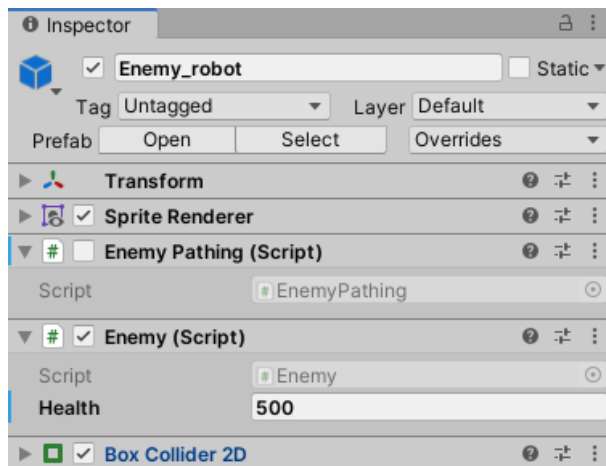 Inspector
Enemy_robot Static
Tag Untagged Layer Default
Prefab Open Select Overrides
Transform
Sprite Renderer
# Enemy Pathing (Script)
Script # EnemyPathing
# Enemy (Script)
Script # Enemy
Health 500
Box Collider 2D